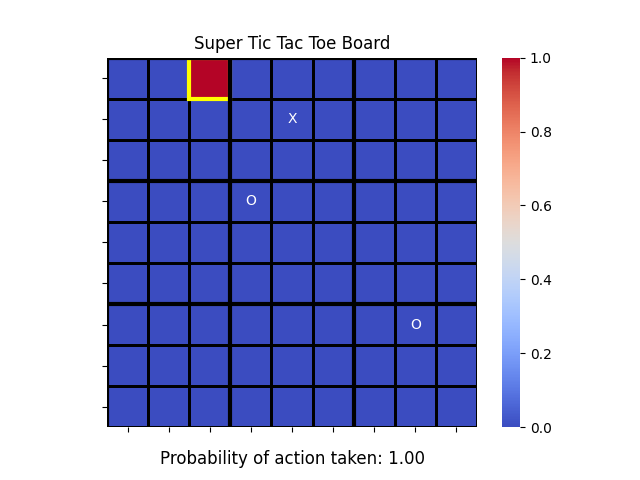 Super Tic Tac Toe Board
1.0
X
0.8
0.6
O
0.4
O
0.2
0.0
Probability of action taken: 1.00